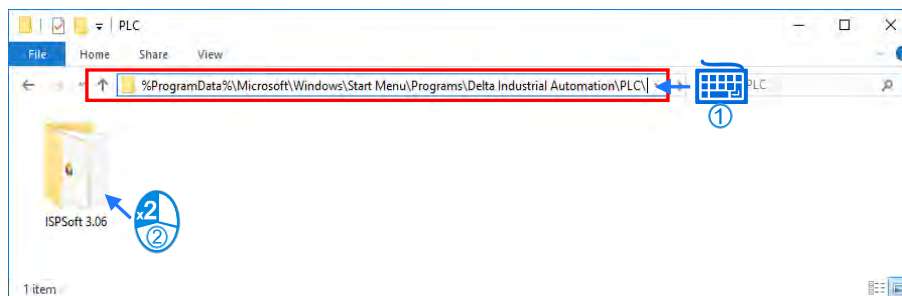 PLC
File Home Share View
%ProgramData%\Microsoft\Windows\Start Menu\Programs\Delta Industrial Automation\PLC\ PLC
①
x2
②
ISPSoft 3.06
1 item